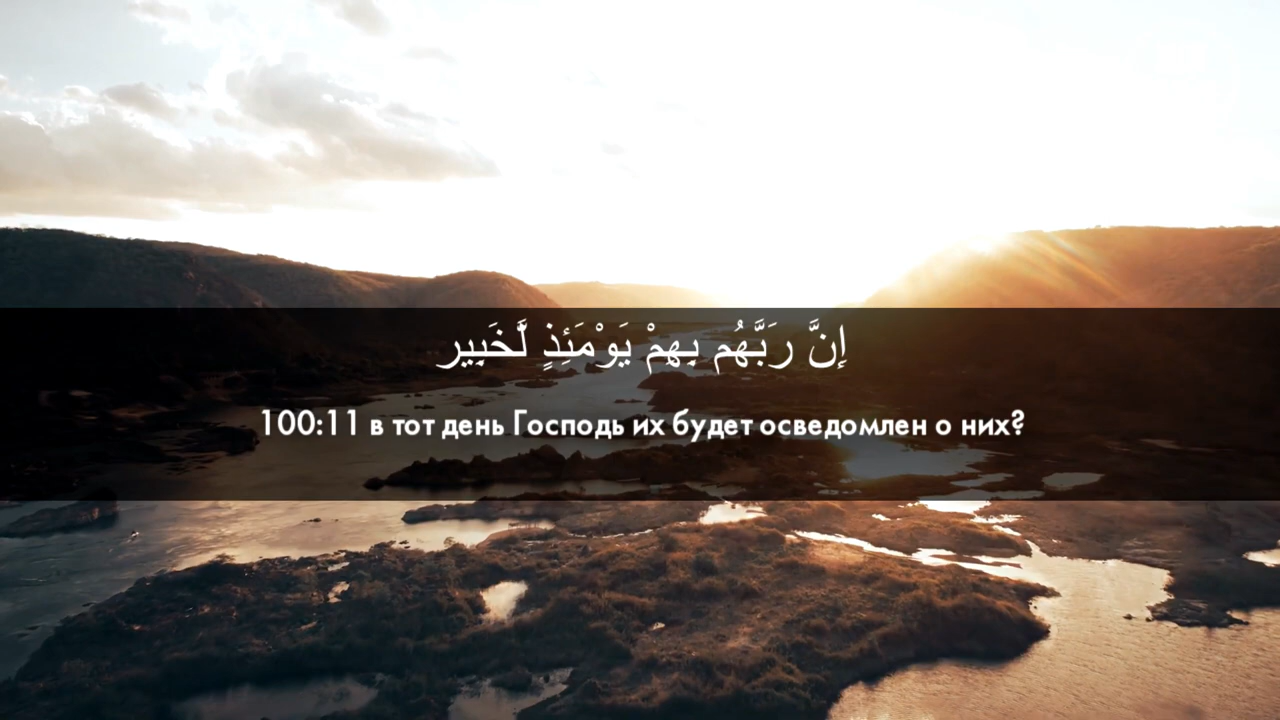 إِنَّ رَبَّهُم بِهِمْ يَوْمَئِذٍ لَّخَبِير
100:11 в тот день Господь их будет осведомлен о них?